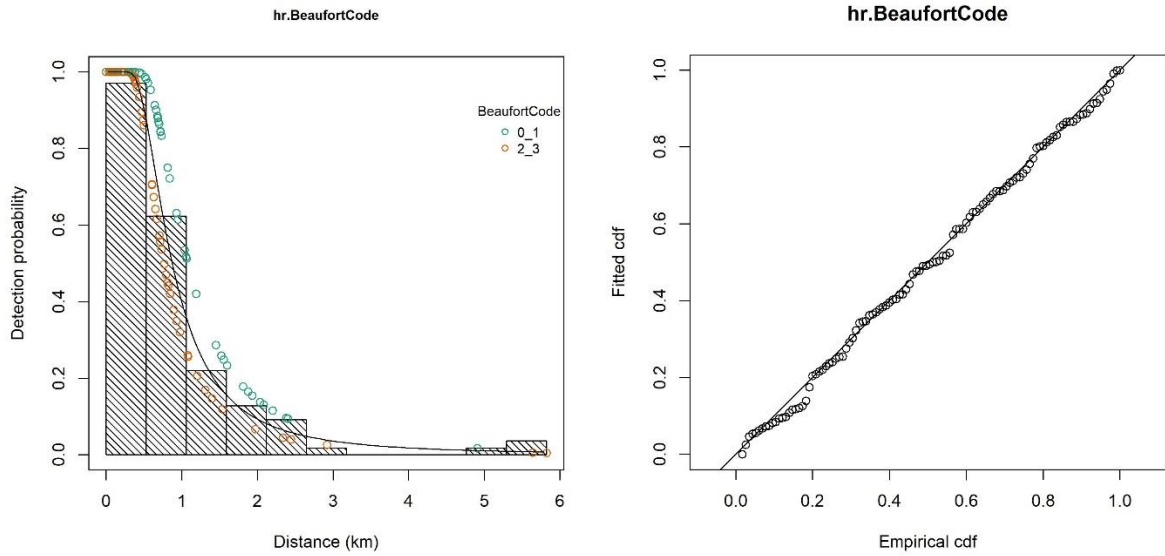 hr.BeaufortCode
Detection probability
1.0
0.8
0.6
0.4
0.2
0.0
BeaufortCode
0_1
2_3
0 1 2 3 4 5 6
Distance (km)
hr.BeaufortCode
Fitted cdf
1.0
0.8
0.6
0.4
0.2
0.0
0.0 0.2 0.4 0.6 0.8 1.0
Empirical cdf